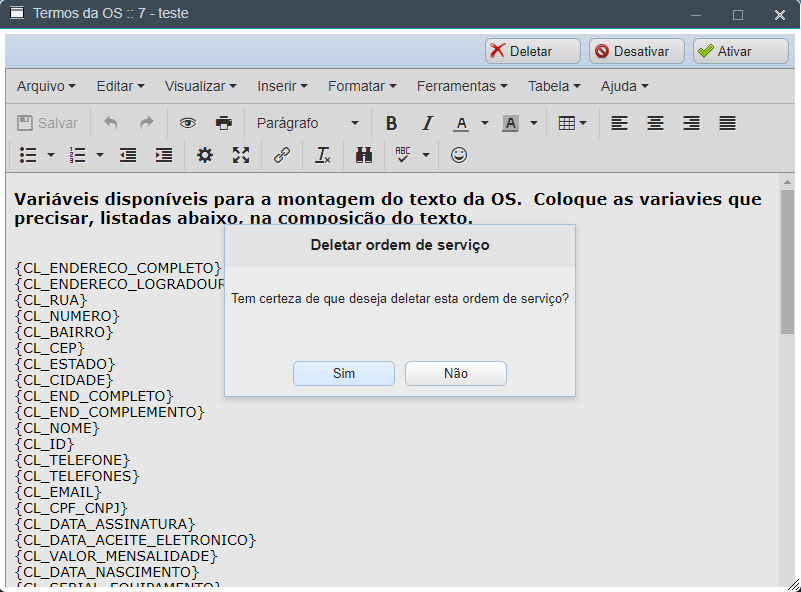 Termos da OS :: 7 - teste
Deletar Desativar Ativar
Arquivo Editar Visualizar Inserir Formatar Ferramentas Tabela Ajuda
Salvar Parágrafo B I A A
ABC
Variáveis disponíveis para a montagem do texto da OS.  Coloque as variavies que
precisar, listadas abaixo, na composição do texto.
Deletar ordem de serviço
Tem certeza de que deseja deletar esta ordem de serviço?
Sim Não
{CL_ENDERECO_COMPLETO}
{CL_ENDERECO_LOGRADOUR
{CL_RUA}
{CL_NUMERO}
{CL_BAIRRO}
{CL_CEP}
{CL_ESTADO}
{CL_CIDADE}
{CL_END_COMPLETO}
{CL_END_COMPLEMENTO}
{CL_NOME}
{CL_ID}
{CL_TELEFONE}
{CL_TELEFONES}
{CL_EMAIL}
{CL_CPF_CNPJ}
{CL_DATA_ASSINATURA}
{CL_DATA_ACEITE_ELETRONICO}
{CL_VALOR_MENSALIDADE}
{CL_DATA_NASCIMENTO}
{CL_SERIAL_EQUIPAMENTO}